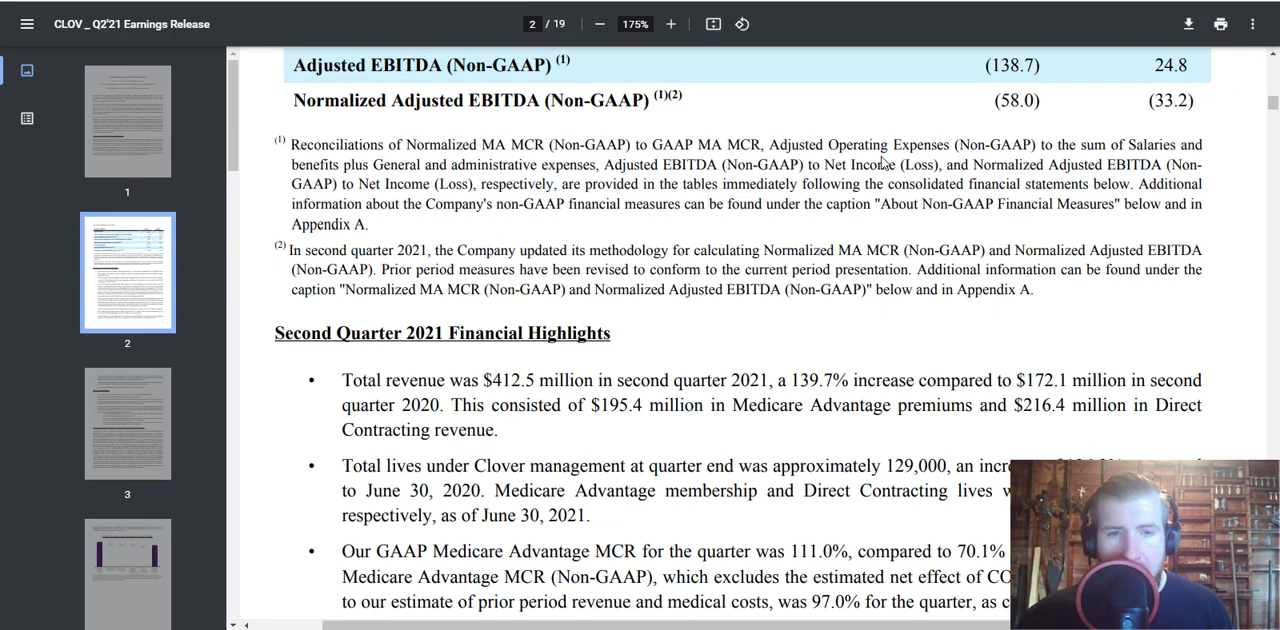 CLOV _ Q2'21 Earnings Release
2 / 19
175%
Adjusted EBITDA (Non-GAAP) (1) (138.7) 24.8
Normalized Adjusted EBITDA (Non-GAAP) (1)(2) (58.0) (33.2)
(1) Reconciliations of Normalized MA MCR (Non-GAAP) to GAAP MA MCR, Adjusted Operating Expenses (Non-GAAP) to the sum of Salaries and
benefits plus General and administrative expenses, Adjusted EBITDA (Non-GAAP) to Net Income (Loss), and Normalized Adjusted EBITDA (Non-
GAAP) to Net Income (Loss), respectively, are provided in the tables immediately following the consolidated financial statements below. Additional
information about the Company's non-GAAP financial measures can be found under the caption "About Non-GAAP Financial Measures" below and in
Appendix A.
(2) In second quarter 2021, the Company updated its methodology for calculating Normalized MA MCR (Non-GAAP) and Normalized Adjusted EBITDA
(Non-GAAP). Prior period measures have been revised to conform to the current period presentation. Additional information can be found under the
caption "Normalized MA MCR (Non-GAAP) and Normalized Adjusted EBITDA (Non-GAAP)" below and in Appendix A.
Second Quarter 2021 Financial Highlights
• Total revenue was $412.5 million in second quarter 2021, a 139.7% increase compared to $172.1 million in second
quarter 2020. This consisted of $195.4 million in Medicare Advantage premiums and $216.4 million in Direct
Contracting revenue.
• Total lives under Clover management at quarter end was approximately 129,000, an incre
to June 30, 2020. Medicare Advantage membership and Direct Contracting lives w
respectively, as of June 30, 2021.
• Our GAAP Medicare Advantage MCR for the quarter was 111.0%, compared to 70.1%
Medicare Advantage MCR (Non-GAAP), which excludes the estimated net effect of CO
to our estimate of prior period revenue and medical costs, was 97.0% for the quarter, as c
1
2
3